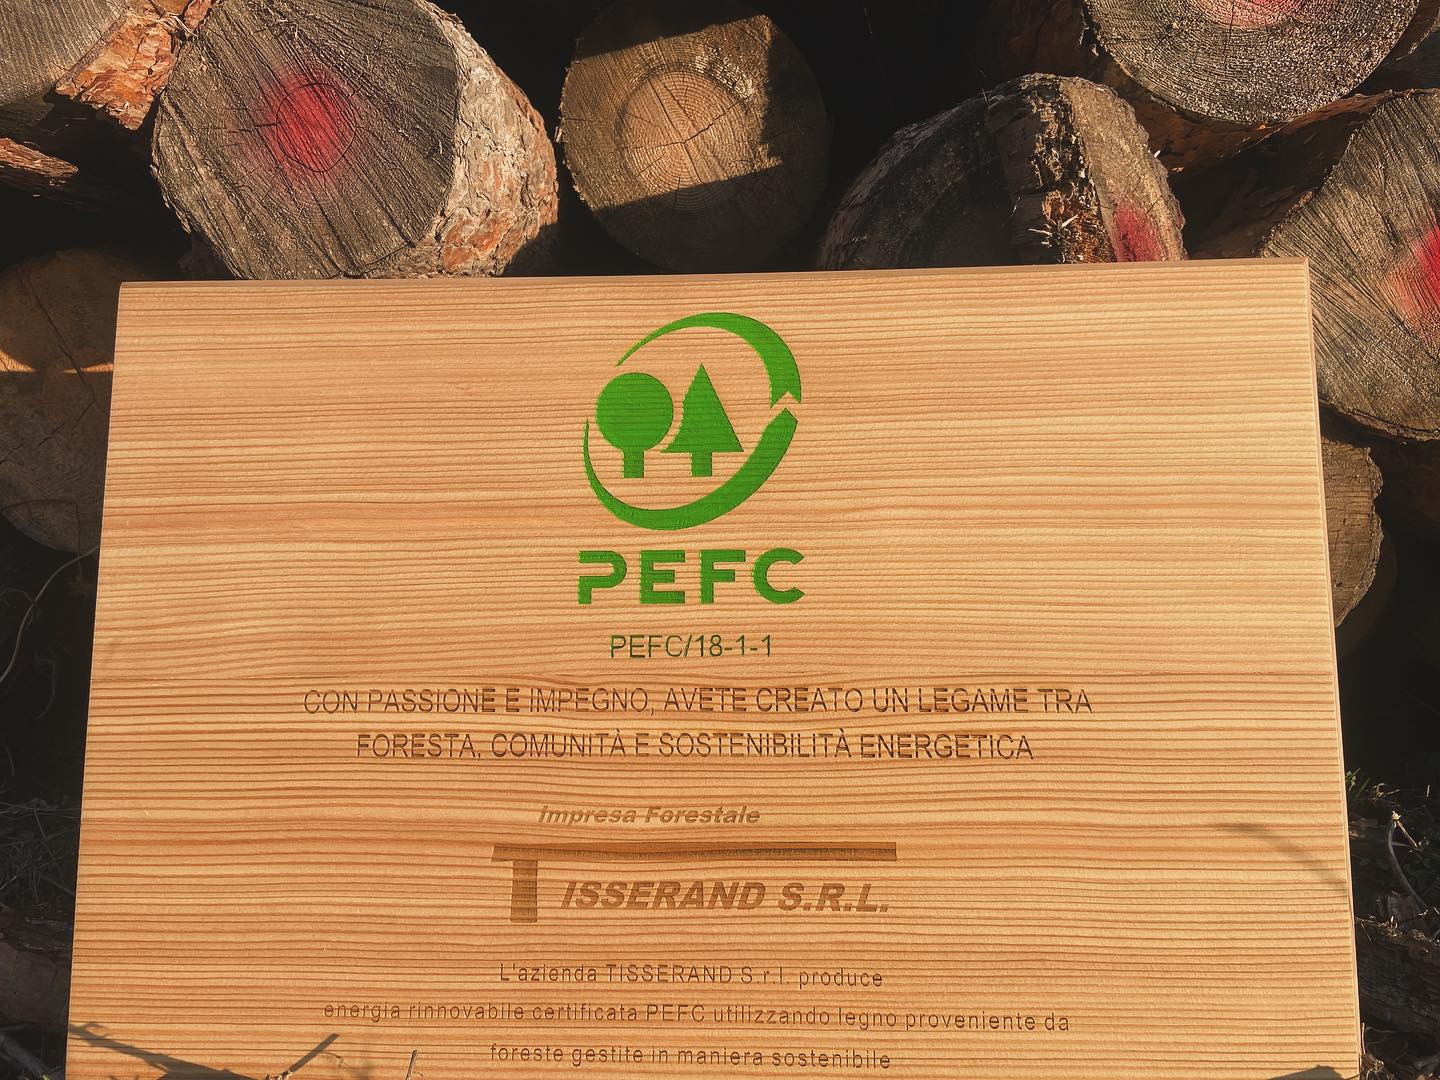 PEFC
PEFC/18-1-1
CON PASSIONE E IMPEGNO, AVETE CREATO UN LEGAME TRA
FORESTA, COMUNITÀ E SOSTENIBILITÀ ENERGETICA
Impresa Forestale
TISSERAND S.R.L.
L'azienda TISSERAND S.r.l. produce
energia rinnovabile certificata PEFC utilizzando legno proveniente da
foreste gestite in maniera sostenibile